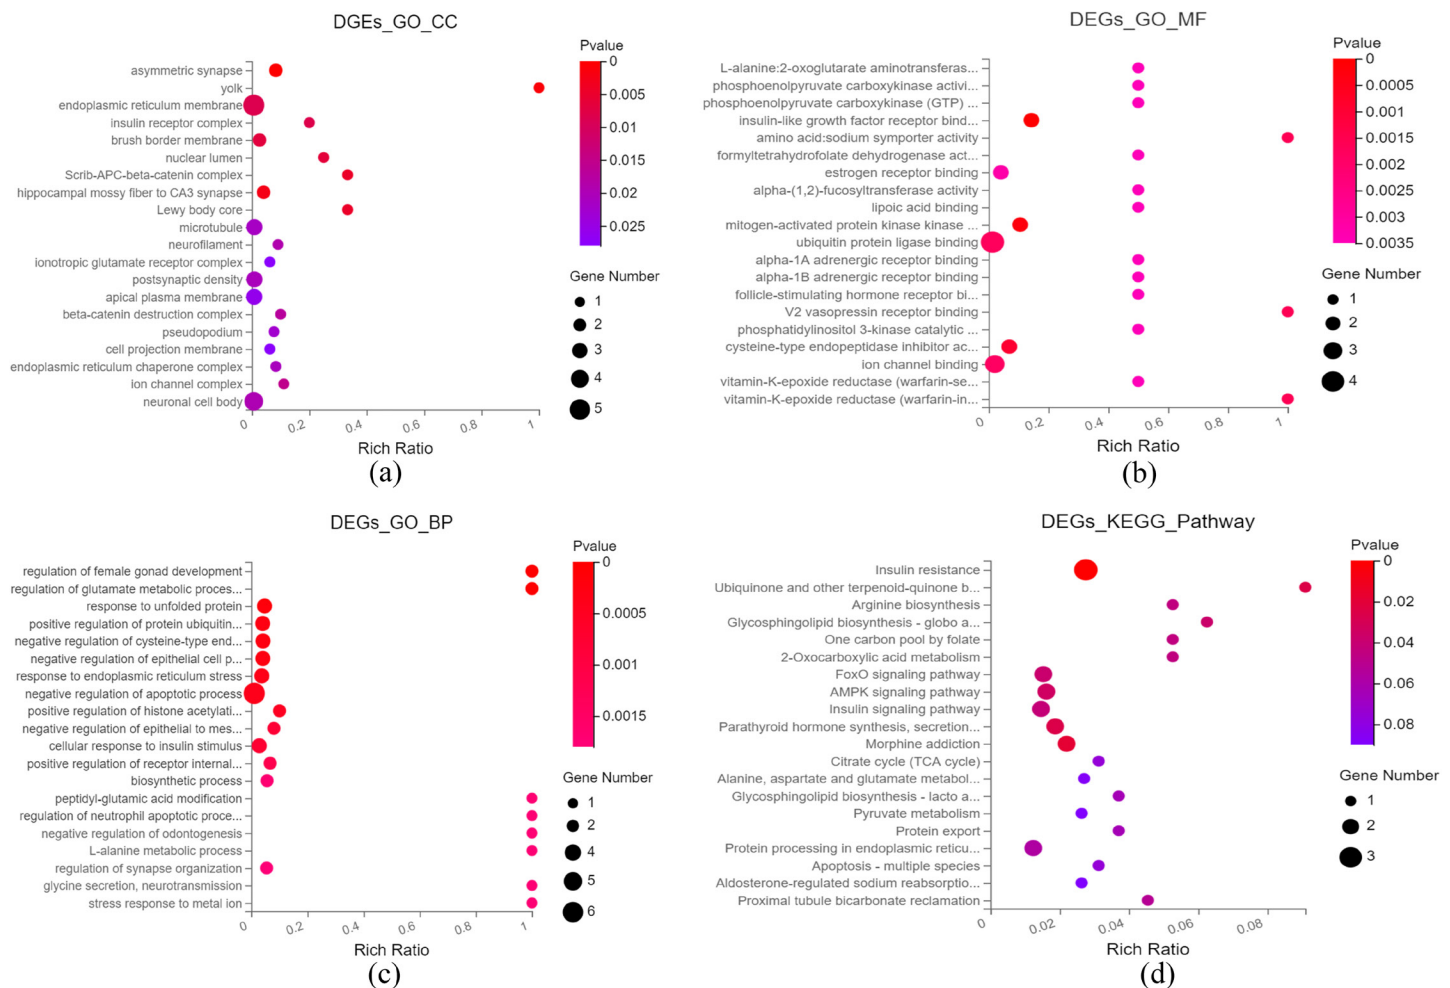 DGEs_GO_CC
asymmetric synapse
yolk
endoplasmic reticulum membrane
insulin receptor complex
brush border membrane
nuclear lumen
Scrib-APC-beta-catenin complex
hippocampal mossy fiber to CA3 synapse
Lewy body core
microtubule
neurofilament
ionotropic glutamate receptor complex
postsynaptic density
apical plasma membrane
beta-catenin destruction complex
pseudopodium
cell projection membrane
endoplasmic reticulum chaperone complex
ion channel complex
neuronal cell body
0 0.2 0.4 0.6 0.8 1
Rich Ratio
Pvalue
0
0.005
0.01
0.015
0.02
0.025
Gene Number
1
2
3
4
5
(a)
DEGs_GO_MF
L-alanine:2-oxoglutarate aminotransferas...
phosphoenolpyruvate carboxykinase activi...
phosphoenolpyruvate carboxykinase (GTP) ...
insulin-like growth factor receptor bind...
amino acid:sodium symporter activity
formyltetrahydrofolate dehydrogenase act...
estrogen receptor binding
alpha-(1,2)-fucosyltransferase activity
lipoic acid binding
mitogen-activated protein kinase kinase ...
ubiquitin protein ligase binding
alpha-1A adrenergic receptor binding
alpha-1B adrenergic receptor binding
follicle-stimulating hormone receptor bi...
V2 vasopressin receptor binding
phosphatidylinositol 3-kinase catalytic ...
cysteine-type endopeptidase inhibitor ac...
ion channel binding
vitamin-K-epoxide reductase (warfarin-se...
vitamin-K-epoxide reductase (warfarin-in...
0 0.2 0.4 0.6 0.8 1
Rich Ratio
Pvalue
0
0.0005
0.001
0.0015
0.002
0.0025
0.003
0.0035
Gene Number
1
2
3
4
(b)
DEGs_GO_BP
regulation of female gonad development
regulation of glutamate metabolic proces...
response to unfolded protein
positive regulation of protein ubiquitin...
negative regulation of cysteine-type end...
negative regulation of epithelial cell p...
response to endoplasmic reticulum stress
negative regulation of apoptotic process
positive regulation of histone acetylati...
negative regulation of epithelial to mes...
cellular response to insulin stimulus
positive regulation of receptor internal...
biosynthetic process
peptidyl-glutamic acid modification
regulation of neutrophil apoptotic proce...
negative regulation of odontogenesis
L-alanine metabolic process
regulation of synapse organization
glycine secretion, neurotransmission
stress response to metal ion
0 0.2 0.4 0.6 0.8 1
Rich Ratio
Pvalue
0
0.0005
0.001
0.0015
Gene Number
1
2
4
5
6
(c)
DEGs_KEGG_Pathway
Insulin resistance
Ubiquinone and other terpenoid-quinone b...
Arginine biosynthesis
Glycosphingolipid biosynthesis - globo a...
One carbon pool by folate
2-Oxocarboxylic acid metabolism
FoxO signaling pathway
AMPK signaling pathway
Insulin signaling pathway
Parathyroid hormone synthesis, secretion...
Morphine addiction
Citrate cycle (TCA cycle)
Alanine, aspartate and glutamate metabol...
Glycosphingolipid biosynthesis - lacto a...
Pyruvate metabolism
Protein export
Protein processing in endoplasmic reticu...
Apoptosis - multiple species
Aldosterone-regulated sodium reabsorptio...
Proximal tubule bicarbonate reclamation
0 0.02 0.04 0.06 0.08
Rich Ratio
Pvalue
0
0.02
0.04
0.06
0.08
Gene Number
1
2
3
(d)